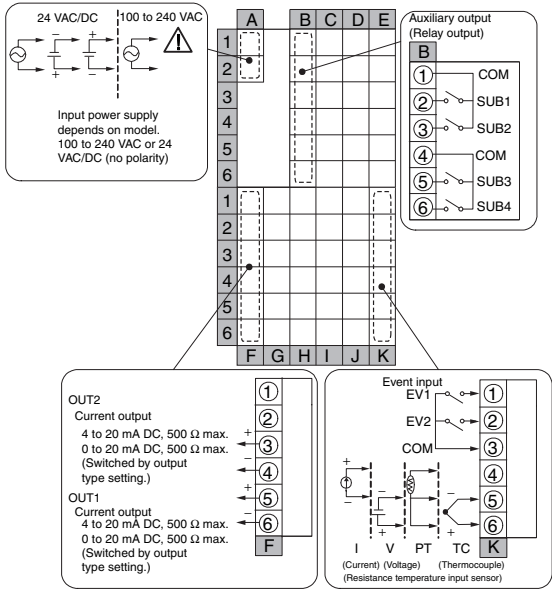 24 VAC/DC
100 to 240 VAC
Input power supply
depends on model.
100 to 240 VAC or 24
VAC/DC (no polarity)
A B C D E
1
2
3
4
5
6
1
2
3
4
5
6
F G H I J K
Auxiliary output
(Relay output)
B
1 COM
2 SUB1
3 SUB2
4 COM
5 SUB3
6 SUB4
OUT2
Current output
4 to 20 mA DC, 500 Ω max.
0 to 20 mA DC, 500 Ω max.
(Switched by output
type setting.)
OUT1
Current output
4 to 20 mA DC, 500 Ω max.
0 to 20 mA DC, 500 Ω max.
(Switched by output
type setting.)
1
2
+ 3
− 4
+ 5
− 6
F
Event input
EV1 1
EV2 2
COM 3
4
5
6
K
I V PT TC
(Current) (Voltage) (Thermocouple)
(Resistance temperature input sensor)